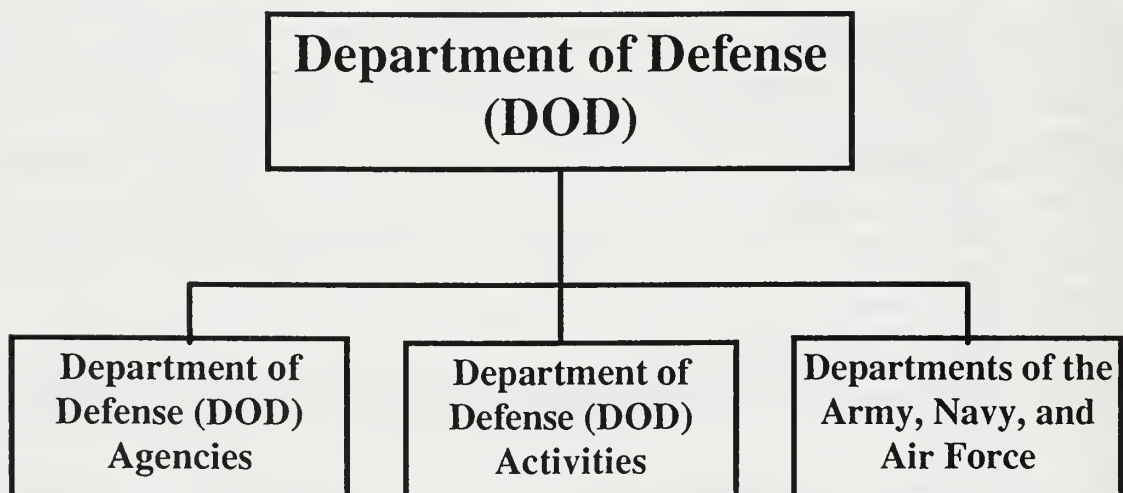 Department of Defense
(DOD)
Department of
Defense (DOD)
Agencies
Department of
Defense (DOD)
Activities
Departments of the
Army, Navy, and
Air Force